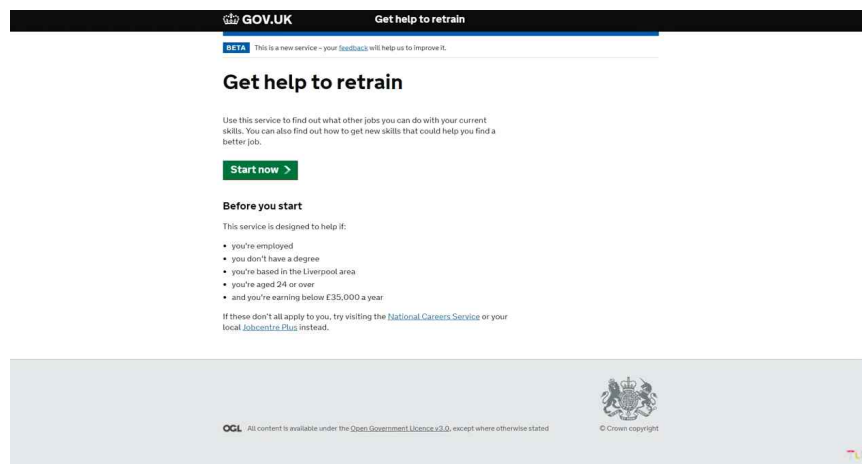 GOV.UK Get help to retrain
BETA This is a new service – your feedback will help us to improve it.
Get help to retrain
Use this service to find out what other jobs you can do with your current
skills. You can also find out how to get new skills that could help you find a
better job.
Start now
Before you start
This service is designed to help if:
• you're employed
• you don't have a degree
• you're based in the Liverpool area
• you're aged 24 or over
• and you're earning below £35,000 a year
If these don't all apply to you, try visiting the National Careers Service or your
local Jobcentre Plus instead.
OGL All content is available under the Open Government Licence v3.0, except where otherwise stated
© Crown copyright